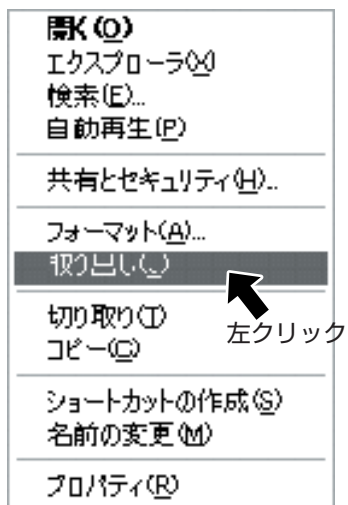 開く(O)
エクスプローラ(X)
検索(E)...
自動再生(P)
共有とセキュリティ(H)..
フォーマット(A)...
取り出し(J)
左クリック
切り取り(T)
コピー(C)
ショートカットの作成(S)
名前の変更(M)
プロパティ(R)